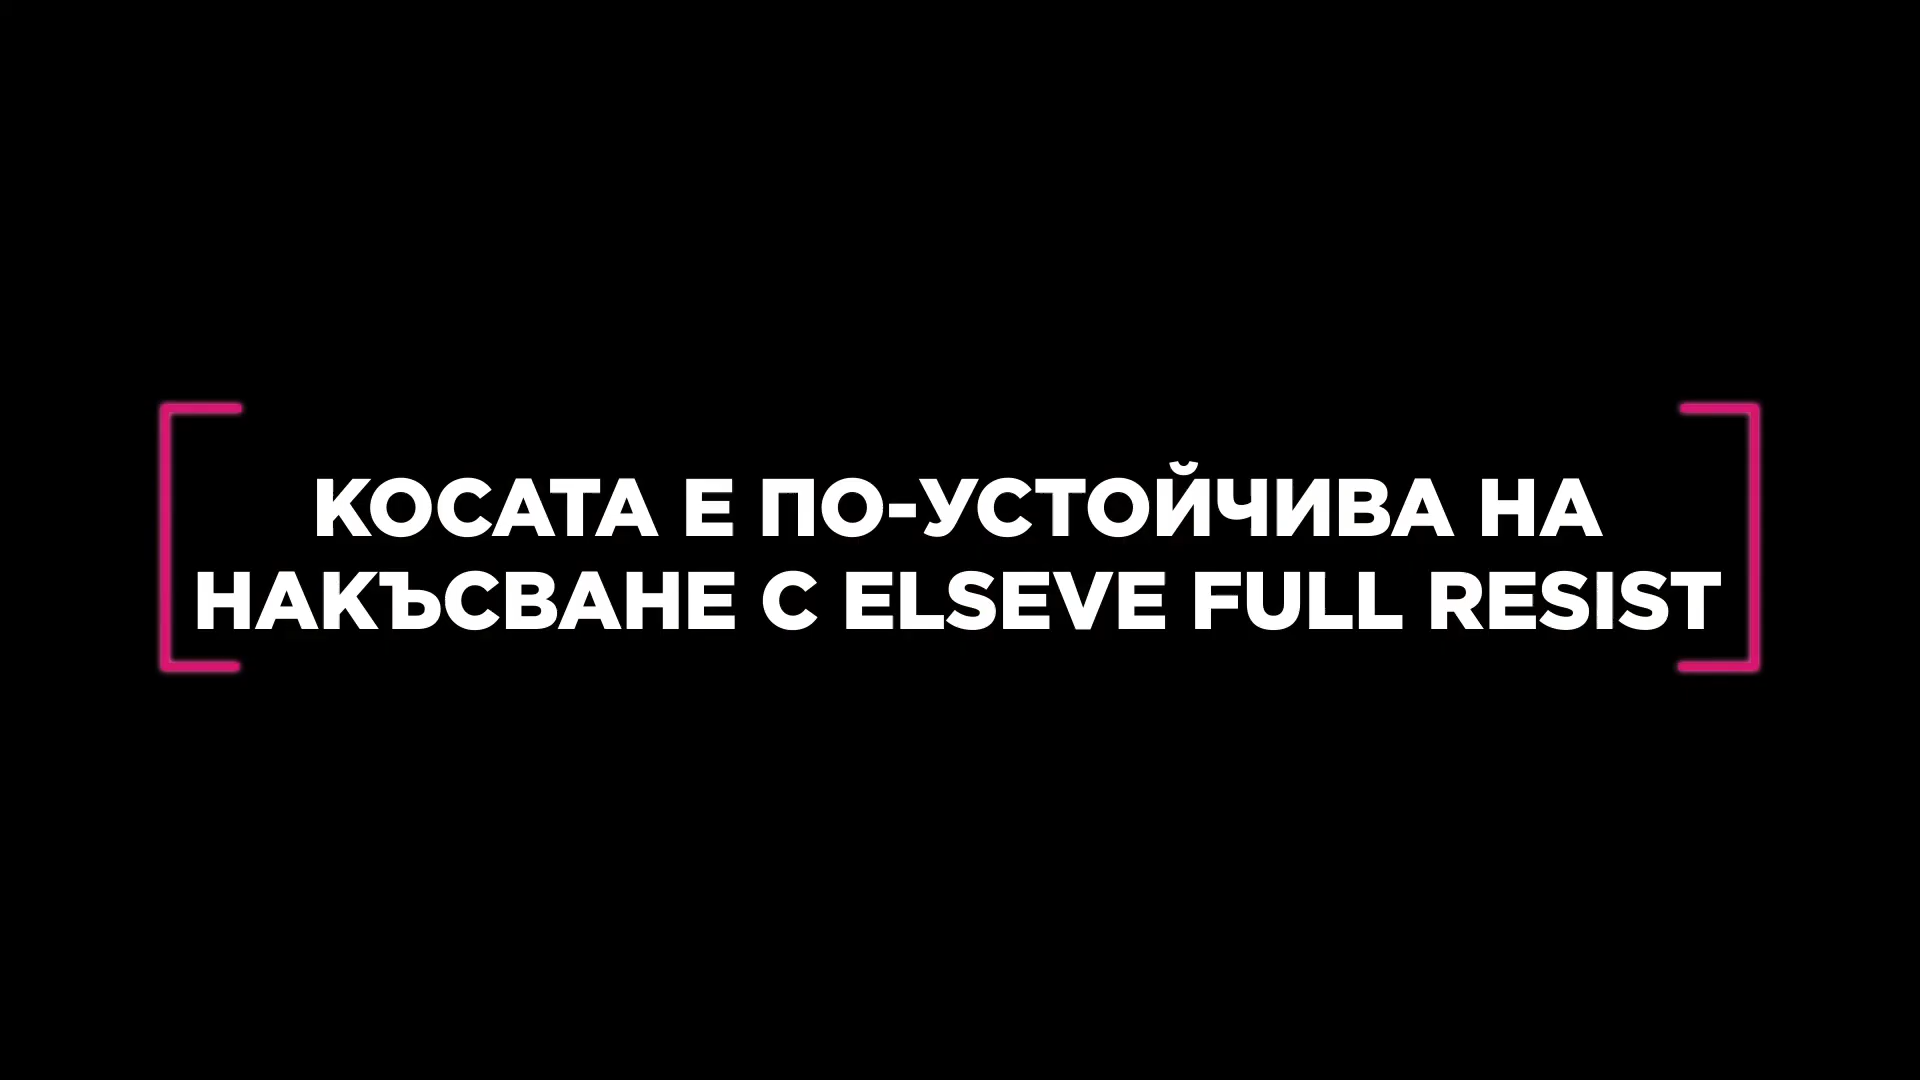 КОСАТА Е ПО-УСТОЙЧИВА НА
НАКЪСВАНЕ С ELSEVE FULL RESIST